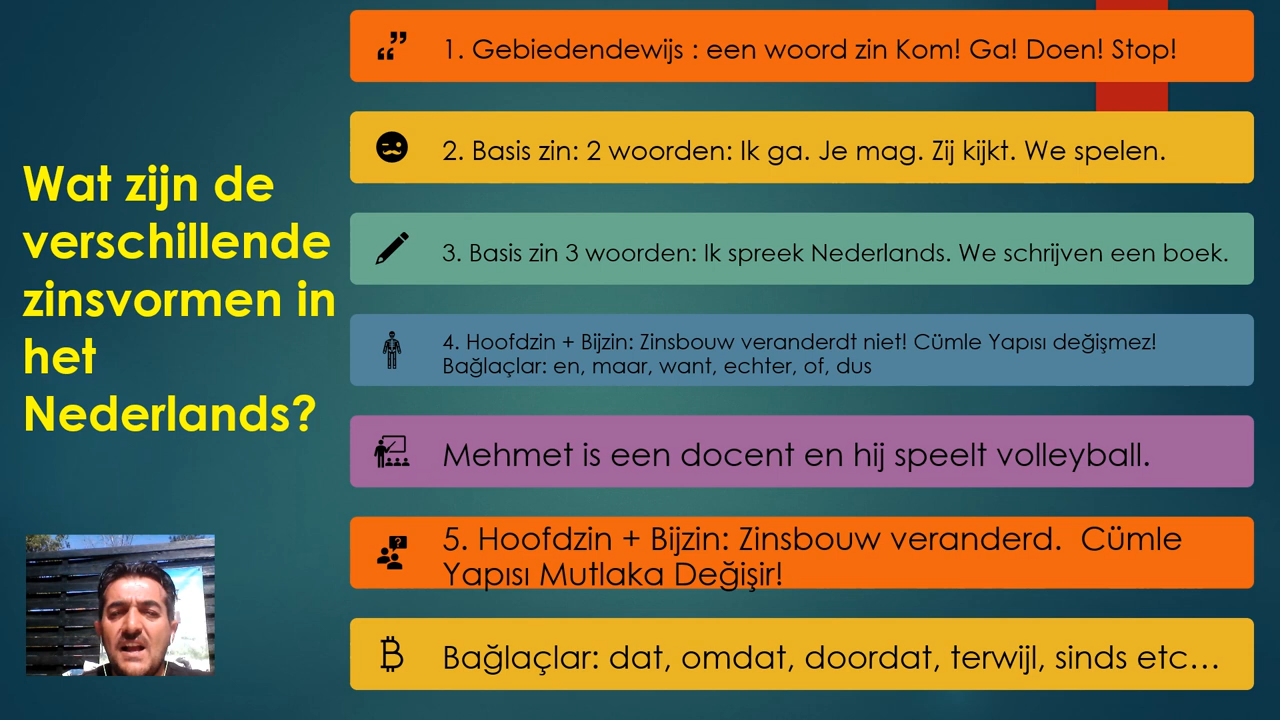 Wat zijn de
verschillende
zinsvormen in
het
Nederlands?
1. Gebiedendewijs : een woord zin Kom! Ga! Doen! Stop!
2. Basis zin: 2 woorden: Ik ga. Je mag. Zij kijkt. We spelen.
3. Basis zin 3 woorden: Ik spreek Nederlands. We schrijven een boek.
4. Hoofdzin + Bijzin: Zinsbouw veranderdt niet! Cümle Yapısı değişmez!
Bağlaçlar: en, maar, want, echter, of, dus
Mehmet is een docent en hij speelt volleyball.
5. Hoofdzin + Bijzin: Zinsbouw veranderd. Cümle
Yapısı Mutlaka Değişir!
Bağlaçlar: dat, omdat, doordat, terwijl, sinds etc...